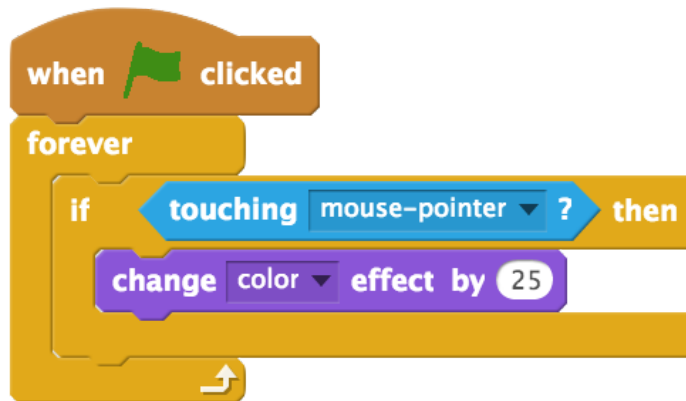 when clicked
forever
if touching mouse-pointer ? then
change color effect by 25